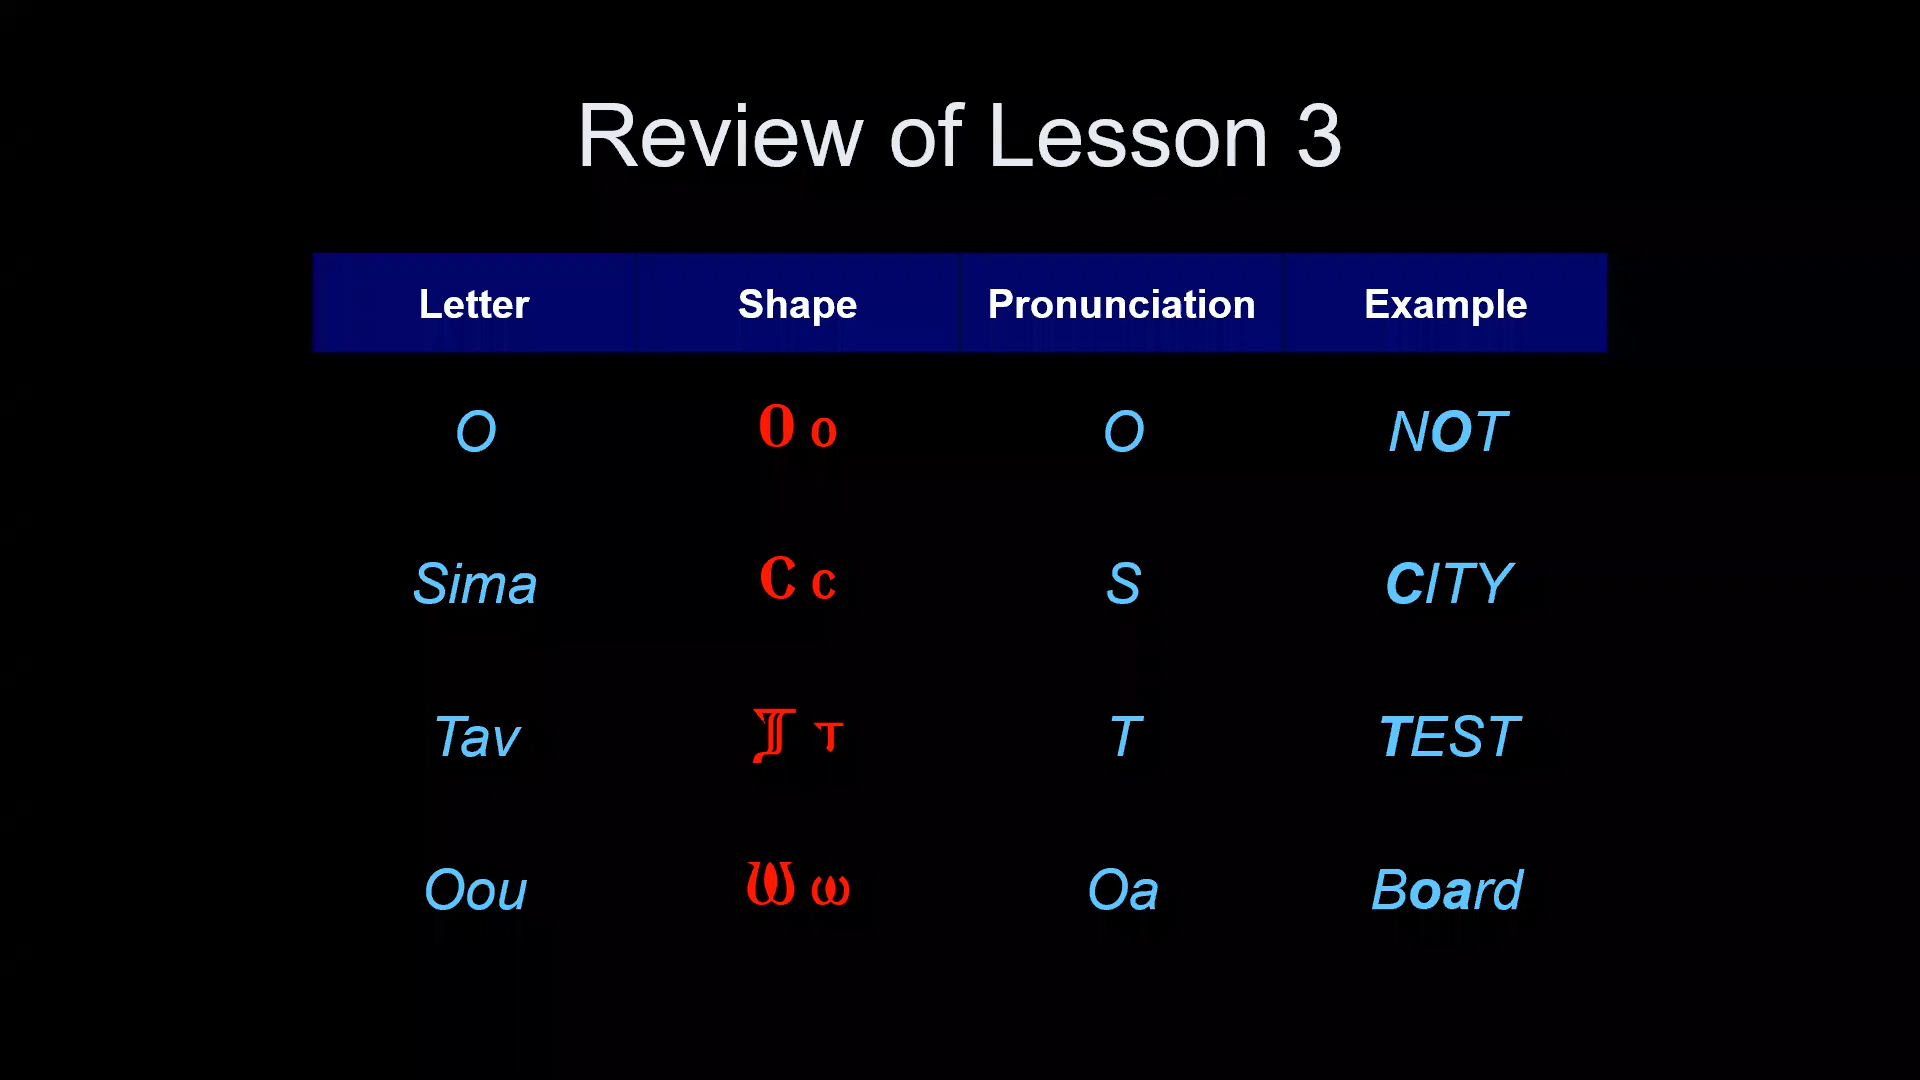 Review of Lesson 3
Letter Shape Pronunciation Example
O Ⲟ ⲟ O NOT
Sima Ⲥ ⲥ S CITY
Tav Ⲧ ⲧ T TEST
Oou Ⲱ ⲱ Oa Board